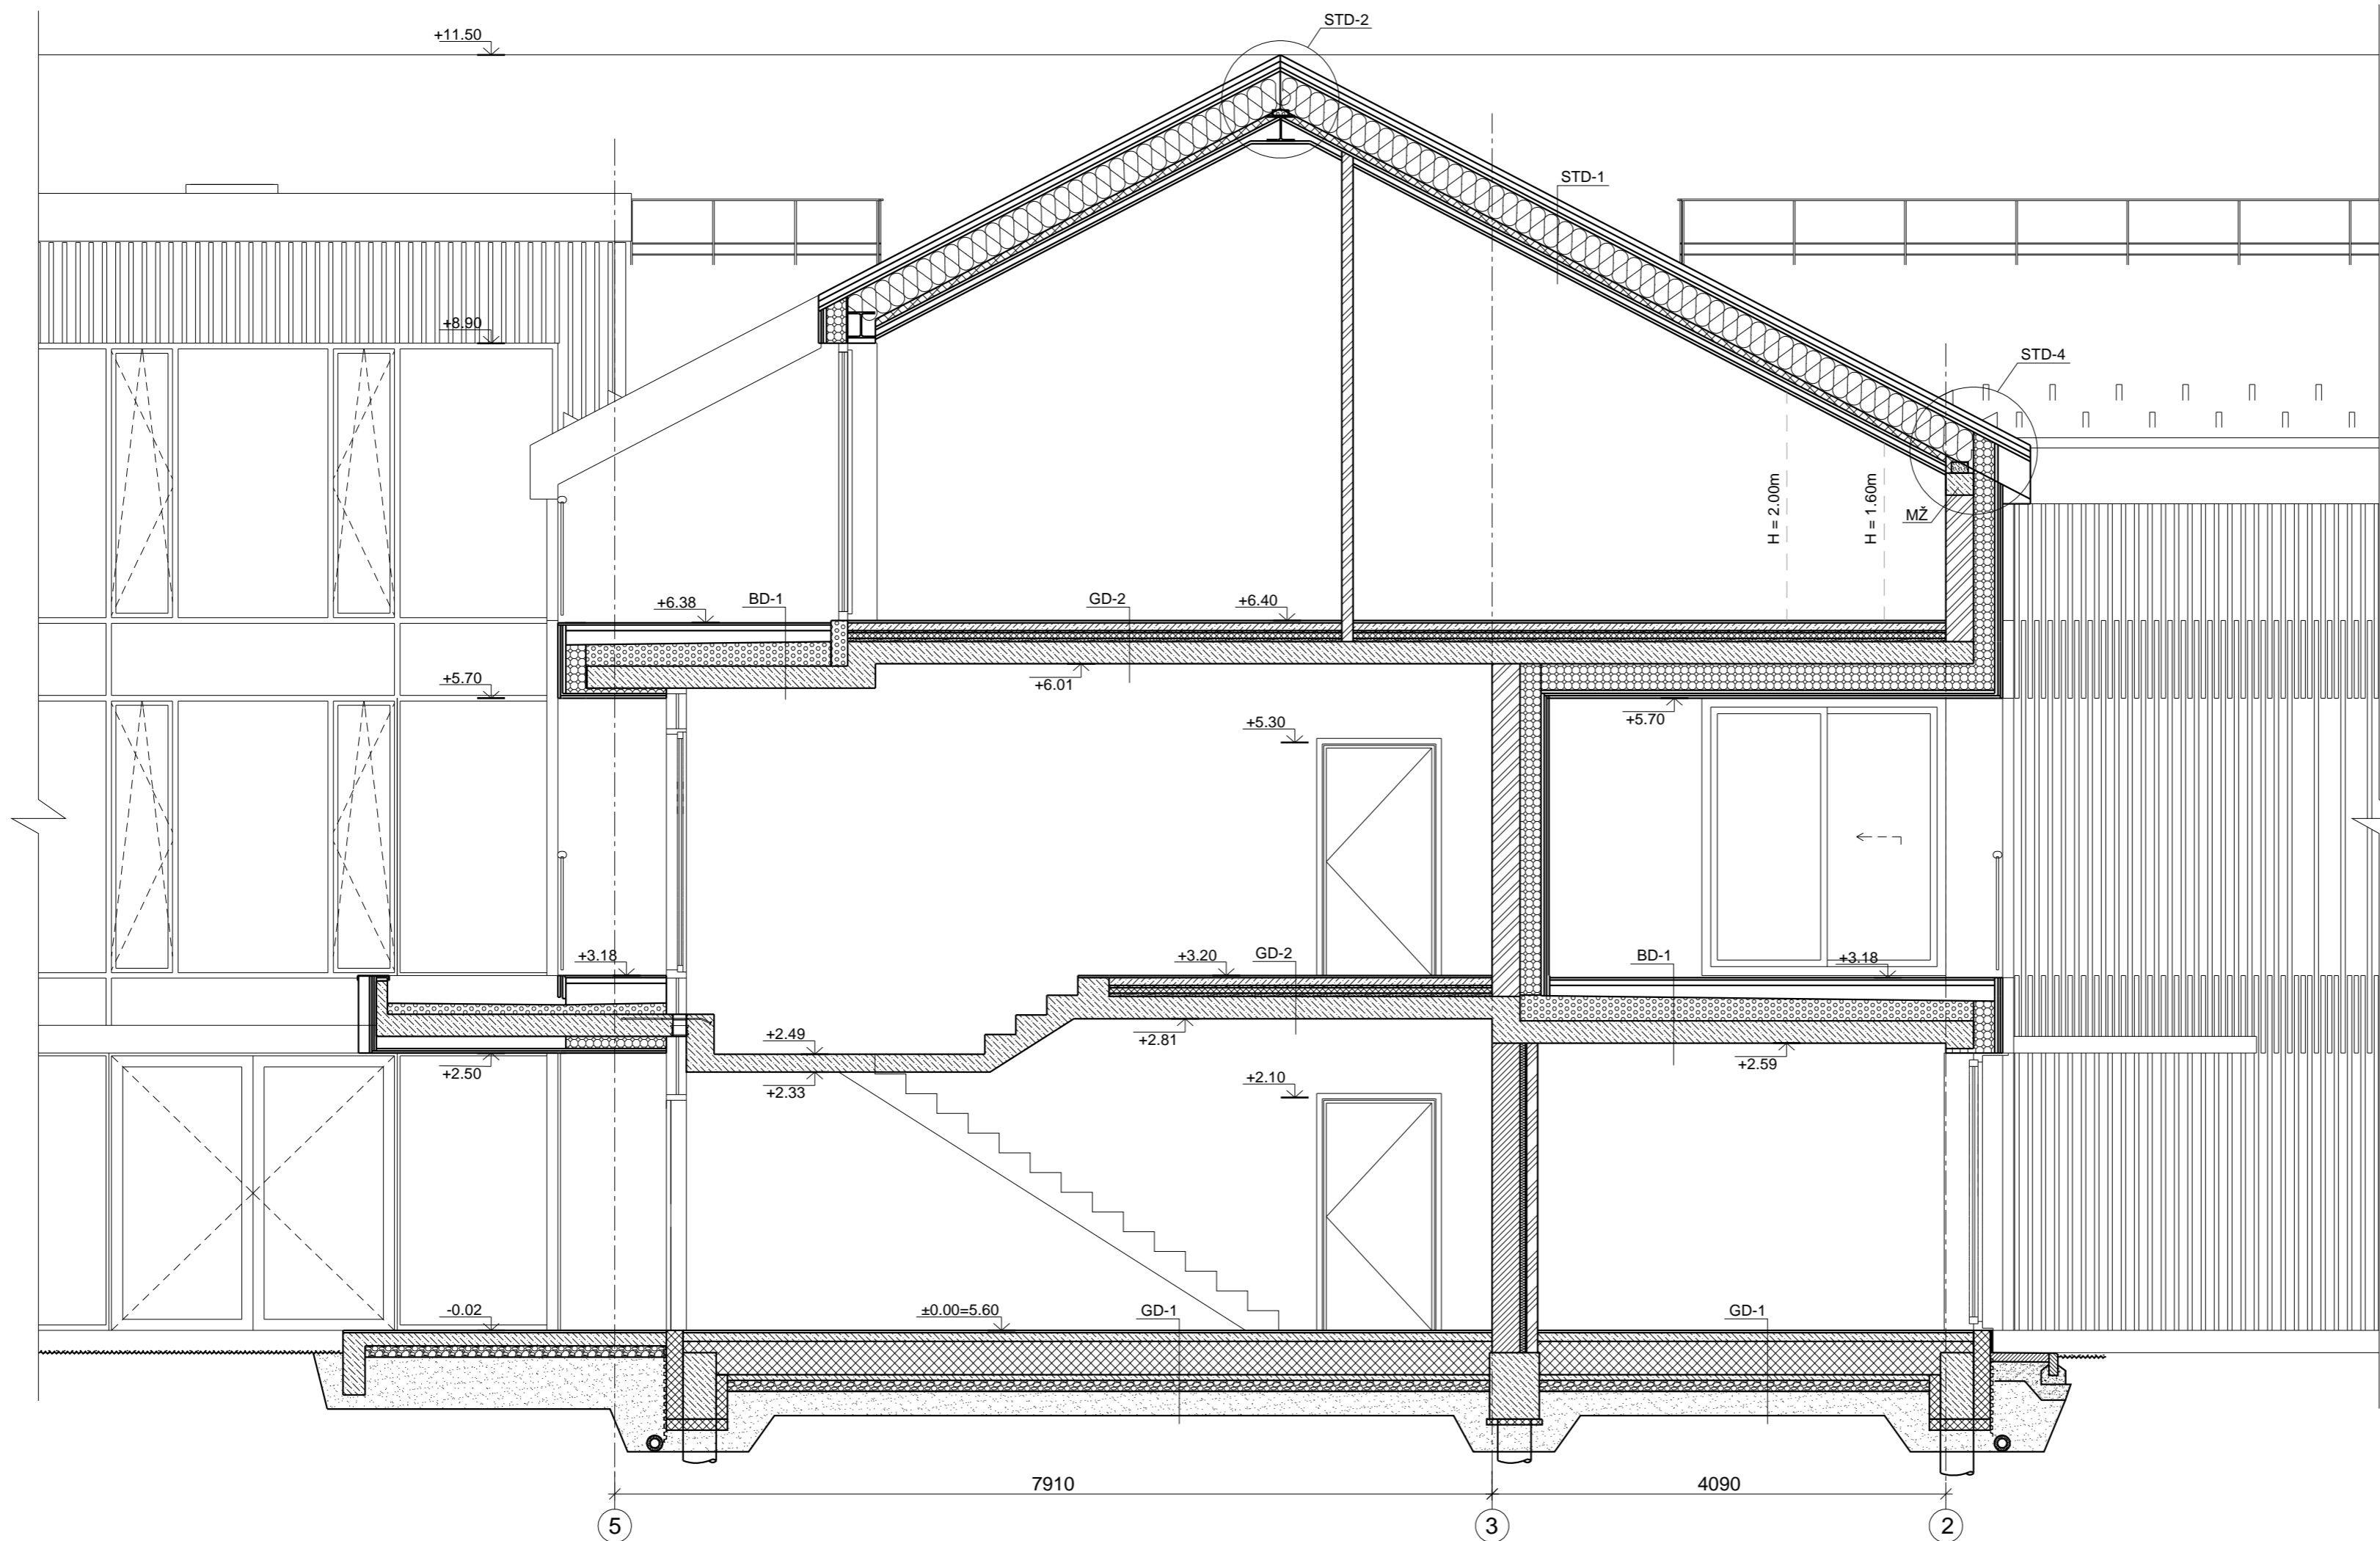 STD-2
+11.50
STD-1
+8.90
STD-4
H = 2.00m
H = 1.60m
MŽ
+6.38
BD-1
GD-2
+6.40
+5.70
+6.01
+5.70
+5.30
+3.18
+3.20
GD-2
BD-1
+3.18
+2.49
+2.81
+2.50
+2.33
+2.59
+2.10
-0.02
±0.00=5.60
GD-1
GD-1
7910
4090
5
3
2